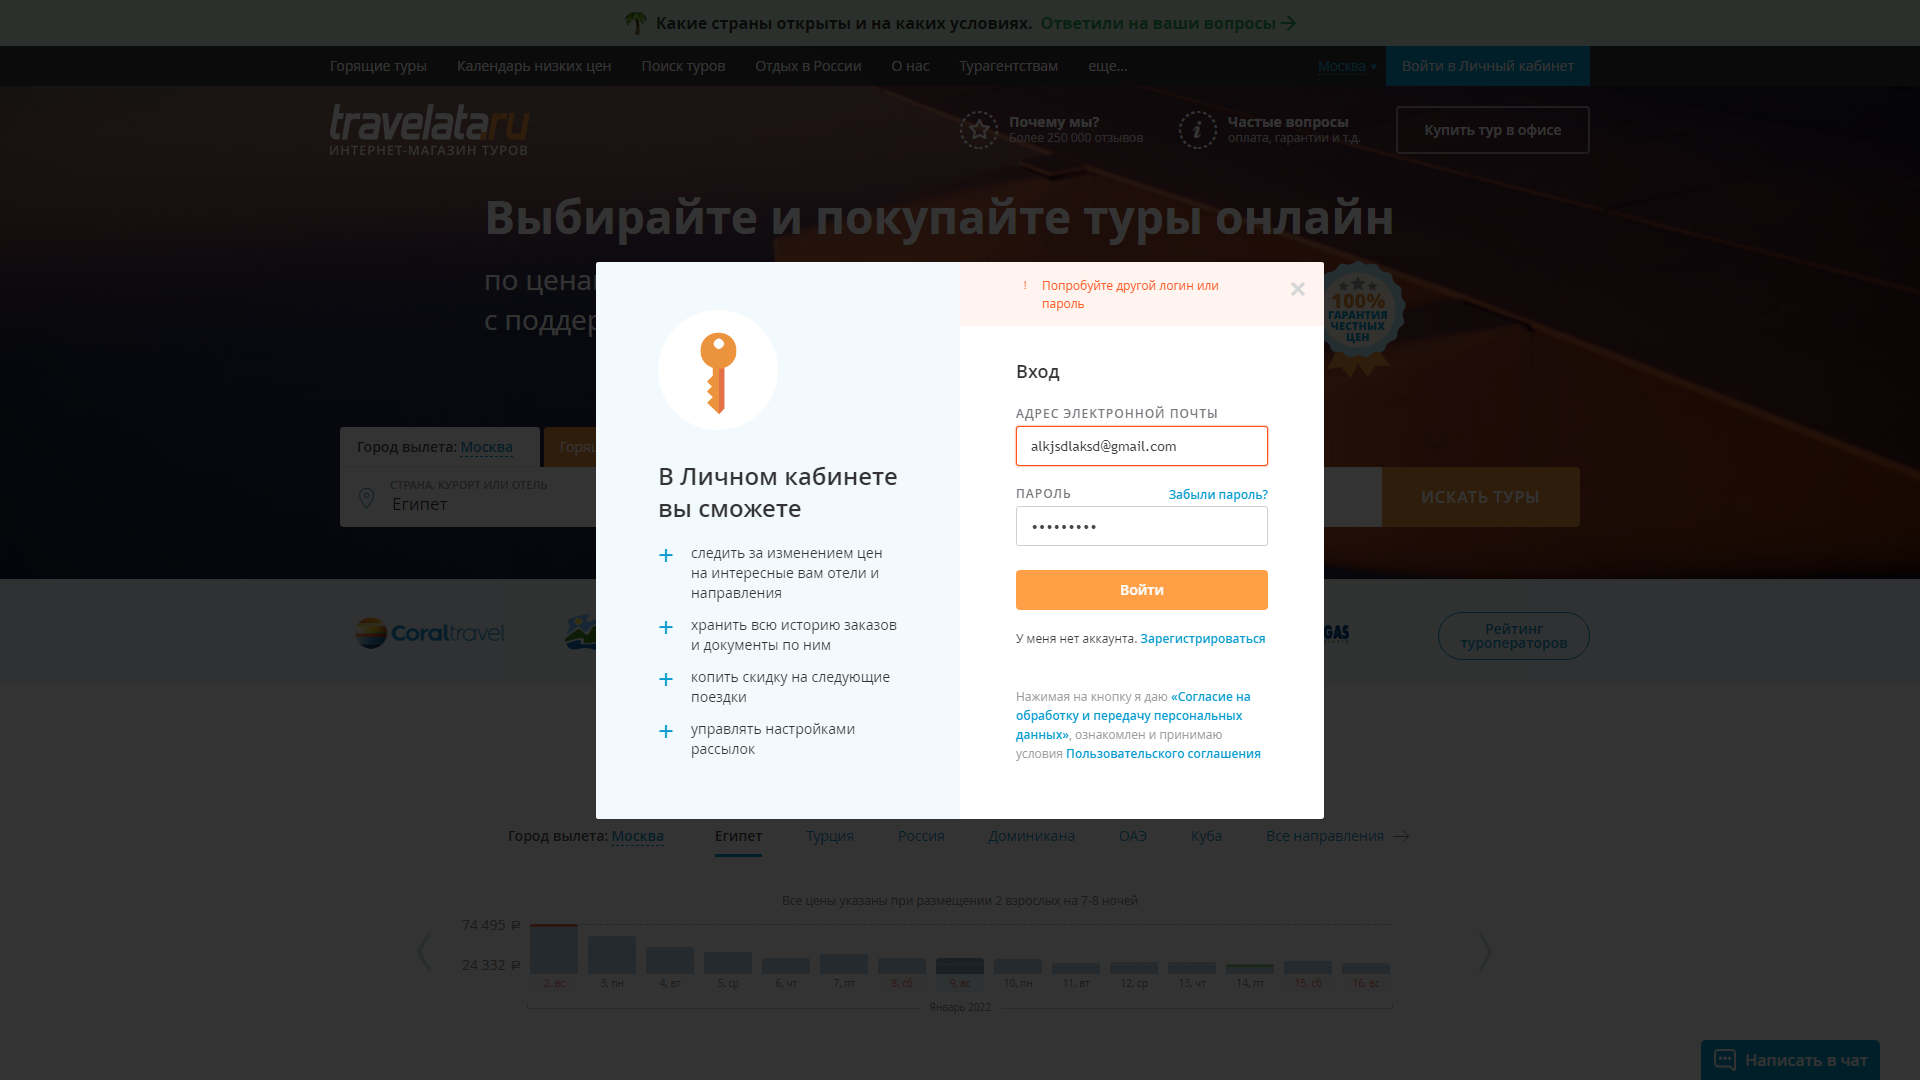 Какие страны открыты и на каких условиях. Ответили на ваши вопросы
Горящие туры Календарь низких цен Поиск туров Отдых в России О нас Турагентствам еще... Москва Войти в Личный кабинет
travelata.ru
ИНТЕРНЕТ-МАГАЗИН ТУРОВ
Почему мы?
Более 250 000 отзывов
Частые вопросы
оплата, гарантии и т.д.
Купить тур в офисе
Выбирайте и покупайте туры онлайн
по
с
100%
ГАРАНТИЯ
ЧЕСТНЫХ
ЦЕН
Город вылета: Москва
СТРАНА, КУРОРТ ИЛИ ОТЕЛЬ
Египет
ИСКАТЬ ТУРЫ
В Личном кабинете
вы сможете
+ следить за изменением цен
на интересные вам отели и
направления
+ хранить всю историю заказов
и документы по ним
+ копить скидку на следующие
поездки
+ управлять настройками
рассылок
! Попробуйте другой логин или
пароль
×
Вход
АДРЕС ЭЛЕКТРОННОЙ ПОЧТЫ
alkjsdlaksd@gmail.com
ПАРОЛЬ Забыли пароль?
•••••••••
Войти
У меня нет аккаунта. Зарегистрироваться
Нажимая на кнопку я даю «Согласие на
обработку и передачу персональных
данных», ознакомлен и принимаю
условия Пользовательского соглашения
Coraltravel
Рейтинг
туроператоров
Город вылета: Москва Египет Турция Россия Доминикана ОАЭ Куба Все направления
Все цены указаны при размещении 2 взрослых на 7-8 ночей
74 495 ₽
24 332 ₽
2, вс 3, пн 4, вт 5, ср 6, чт 7, пт 8, сб 9, вс 10, пн 11, вт 12, ср 13, чт 14, пт 15, сб 16, вс
Январь 2022
Написать в чат